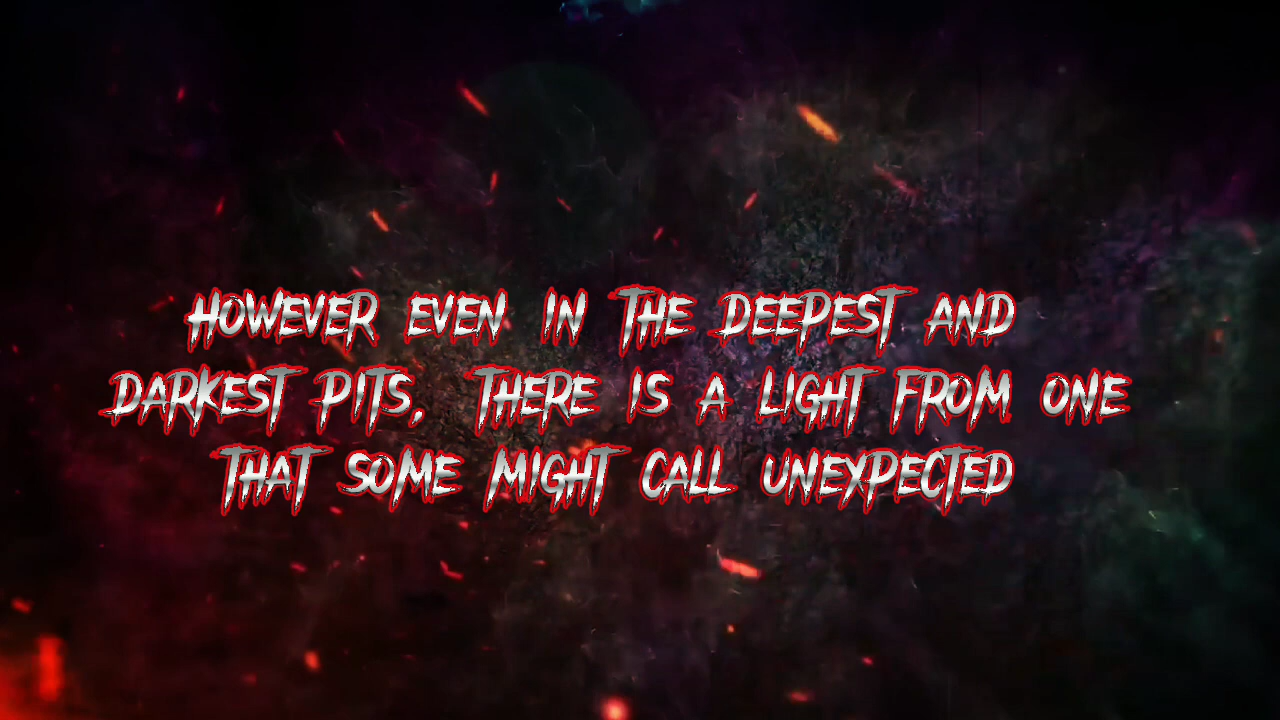 HOWEVER EVEN IN THE DEEPEST AND
DARKEST PITS, THERE IS A LIGHT FROM ONE
THAT SOME MIGHT CALL UNEXPECTED